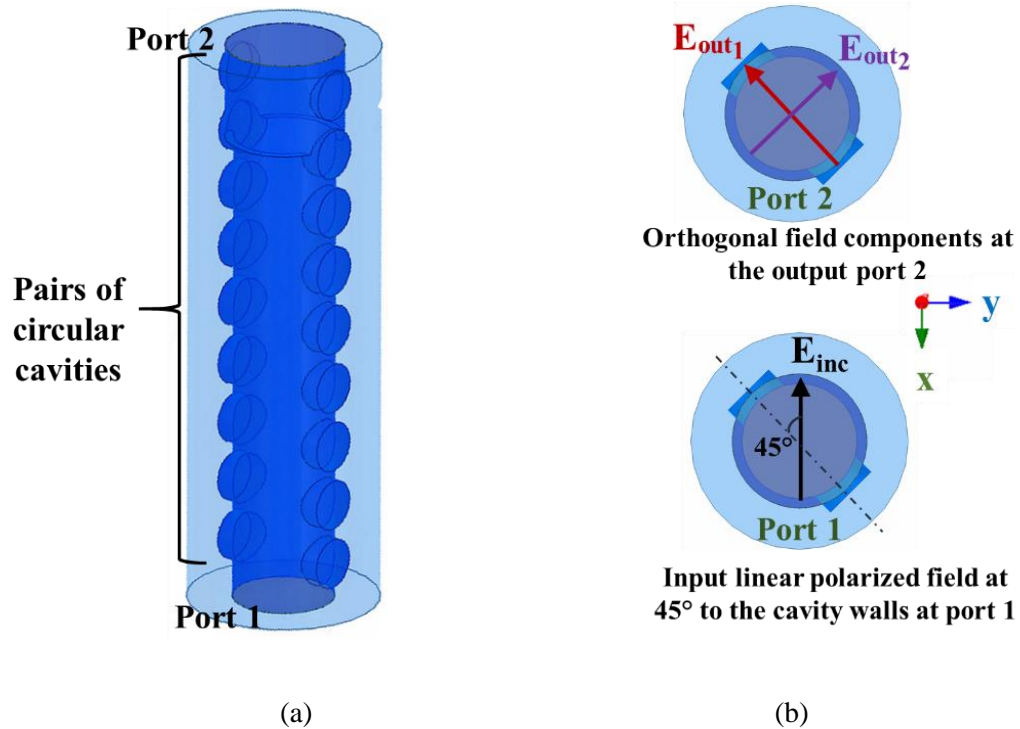 Port 2
Pairs of
circular
cavities
Port 1
(a)
Eout1
Eout2
Port 2
Orthogonal field components at
the output port 2
y
x
Einc
45°
Port 1
Input linear polarized field at
45° to the cavity walls at port 1
(b)